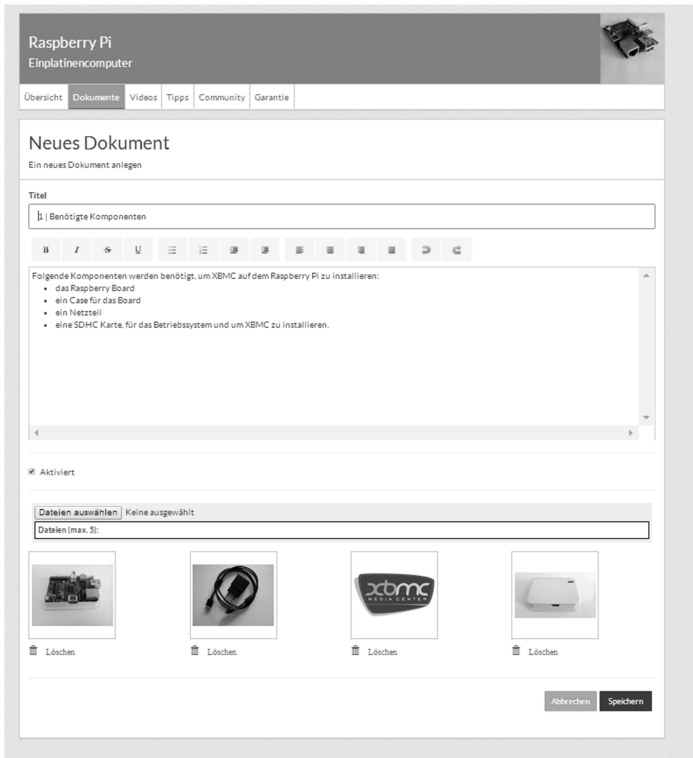 Raspberry Pi
Einplatinencomputer
Übersicht Dokumente Videos Tipps Community Garantie
Neues Dokument
Ein neues Dokument anlegen
Titel
1 | Benötigte Komponenten
B I S U
Folgende Komponenten werden benötigt, um XBMC auf dem Raspberry Pi zu installieren:
• das Raspberry Board
• ein Case für das Board
• ein Netzteil
• eine SDHC Karte, für das Betriebssystem und um XBMC zu installieren.
Aktiviert
Dateien auswählen Keine ausgewählt
Dateien (max. 5):
xbmc
MEDIA CENTER
Löschen Löschen Löschen Löschen
Abbrechen Speichern